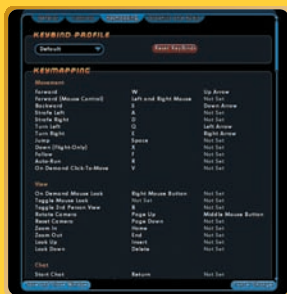 KEYBIND PROFILE
Default
Reset Keybinds
KEYMAPPING
Movement
Forward W Up Arrow
Forward (Mouse Control) Left and Right Mouse Not Set
Backward S Down Arrow
Strafe Left A Not Set
Strafe Right D Not Set
Turn Left Q Left Arrow
Turn Right E Right Arrow
Jump Space Not Set
Down (Flight-Only) X Not Set
Follow Not Set
Auto-Run Not Set
On Demand Click-To-Move V Not Set
View
On Demand Mouse Look Right Mouse Button Not Set
Toggle Mouse Look Not Set Not Set
Toggle 3rd Person View Not Set
Rotate Camera Page Up Middle Mouse Button
Reset Camera Page Down Not Set
Zoom In Home Not Set
Zoom Out End Not Set
Look Up Insert Not Set
Look Down Delete Not Set
Chat
Start Chat Return Not Set